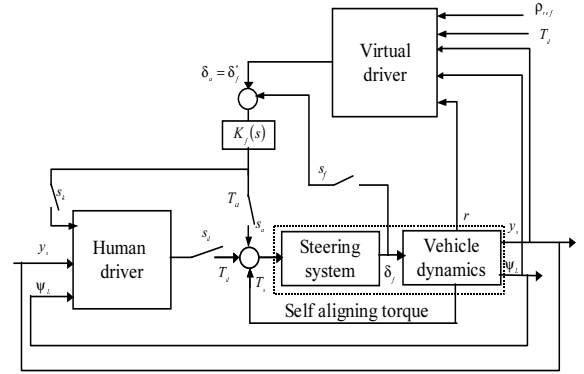 ρref
Td
Virtual driver
δa = δf*
Kf(s)
sf
sh
Ta
sa
r
ys
Human driver
sd
Td
Ts
Steering system
δf
Vehicle dynamics
ys
ψL
ψL
Self aligning torque